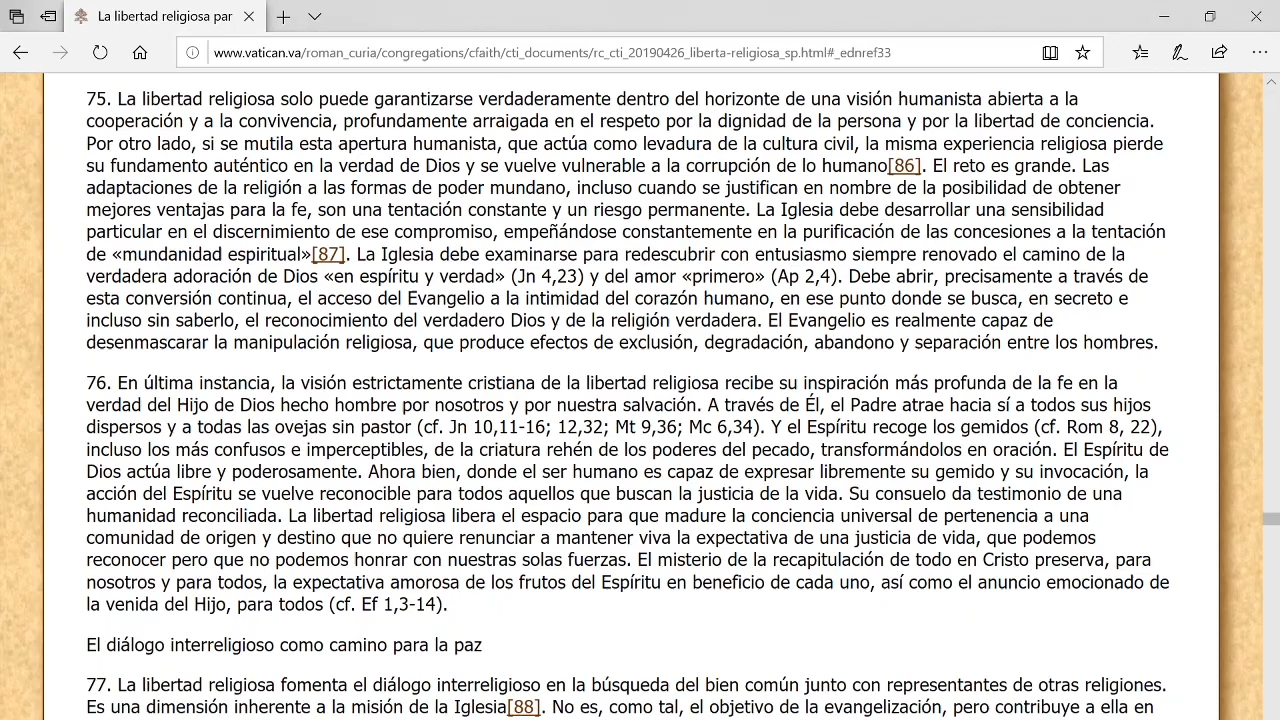 La libertad religiosa par
www.vatican.va/roman_curia/congregations/cfaith/cti_documents/rc_cti_20190426_liberta-religiosa_sp.html#_ednref33
75. La libertad religiosa solo puede garantizarse verdaderamente dentro del horizonte de una visión humanista abierta a la
cooperación y a la convivencia, profundamente arraigada en el respeto por la dignidad de la persona y por la libertad de conciencia.
Por otro lado, si se mutila esta apertura humanista, que actúa como levadura de la cultura civil, la misma experiencia religiosa pierde
su fundamento auténtico en la verdad de Dios y se vuelve vulnerable a la corrupción de lo humano[86]. El reto es grande. Las
adaptaciones de la religión a las formas de poder mundano, incluso cuando se justifican en nombre de la posibilidad de obtener
mejores ventajas para la fe, son una tentación constante y un riesgo permanente. La Iglesia debe desarrollar una sensibilidad
particular en el discernimiento de ese compromiso, empeñándose constantemente en la purificación de las concesiones a la tentación
de «mundanidad espiritual»[87]. La Iglesia debe examinarse para redescubrir con entusiasmo siempre renovado el camino de la
verdadera adoración de Dios «en espíritu y verdad» (Jn 4,23) y del amor «primero» (Ap 2,4). Debe abrir, precisamente a través de
esta conversión continua, el acceso del Evangelio a la intimidad del corazón humano, en ese punto donde se busca, en secreto e
incluso sin saberlo, el reconocimiento del verdadero Dios y de la religión verdadera. El Evangelio es realmente capaz de
desenmascarar la manipulación religiosa, que produce efectos de exclusión, degradación, abandono y separación entre los hombres.
76. En última instancia, la visión estrictamente cristiana de la libertad religiosa recibe su inspiración más profunda de la fe en la
verdad del Hijo de Dios hecho hombre por nosotros y por nuestra salvación. A través de Él, el Padre atrae hacia sí a todos sus hijos
dispersos y a todas las ovejas sin pastor (cf. Jn 10,11-16; 12,32; Mt 9,36; Mc 6,34). Y el Espíritu recoge los gemidos (cf. Rom 8, 22),
incluso los más confusos e imperceptibles, de la criatura rehén de los poderes del pecado, transformándolos en oración. El Espíritu de
Dios actúa libre y poderosamente. Ahora bien, donde el ser humano es capaz de expresar libremente su gemido y su invocación, la
acción del Espíritu se vuelve reconocible para todos aquellos que buscan la justicia de la vida. Su consuelo da testimonio de una
humanidad reconciliada. La libertad religiosa libera el espacio para que madure la conciencia universal de pertenencia a una
comunidad de origen y destino que no quiere renunciar a mantener viva la expectativa de una justicia de vida, que podemos
reconocer pero que no podemos honrar con nuestras solas fuerzas. El misterio de la recapitulación de todo en Cristo preserva, para
nosotros y para todos, la expectativa amorosa de los frutos del Espíritu en beneficio de cada uno, así como el anuncio emocionado de
la venida del Hijo, para todos (cf. Ef 1,3-14).
El diálogo interreligioso como camino para la paz
77. La libertad religiosa fomenta el diálogo interreligioso en la búsqueda del bien común junto con representantes de otras religiones.
Es una dimensión inherente a la misión de la Iglesia[88]. No es, como tal, el objetivo de la evangelización, pero contribuye a ella en